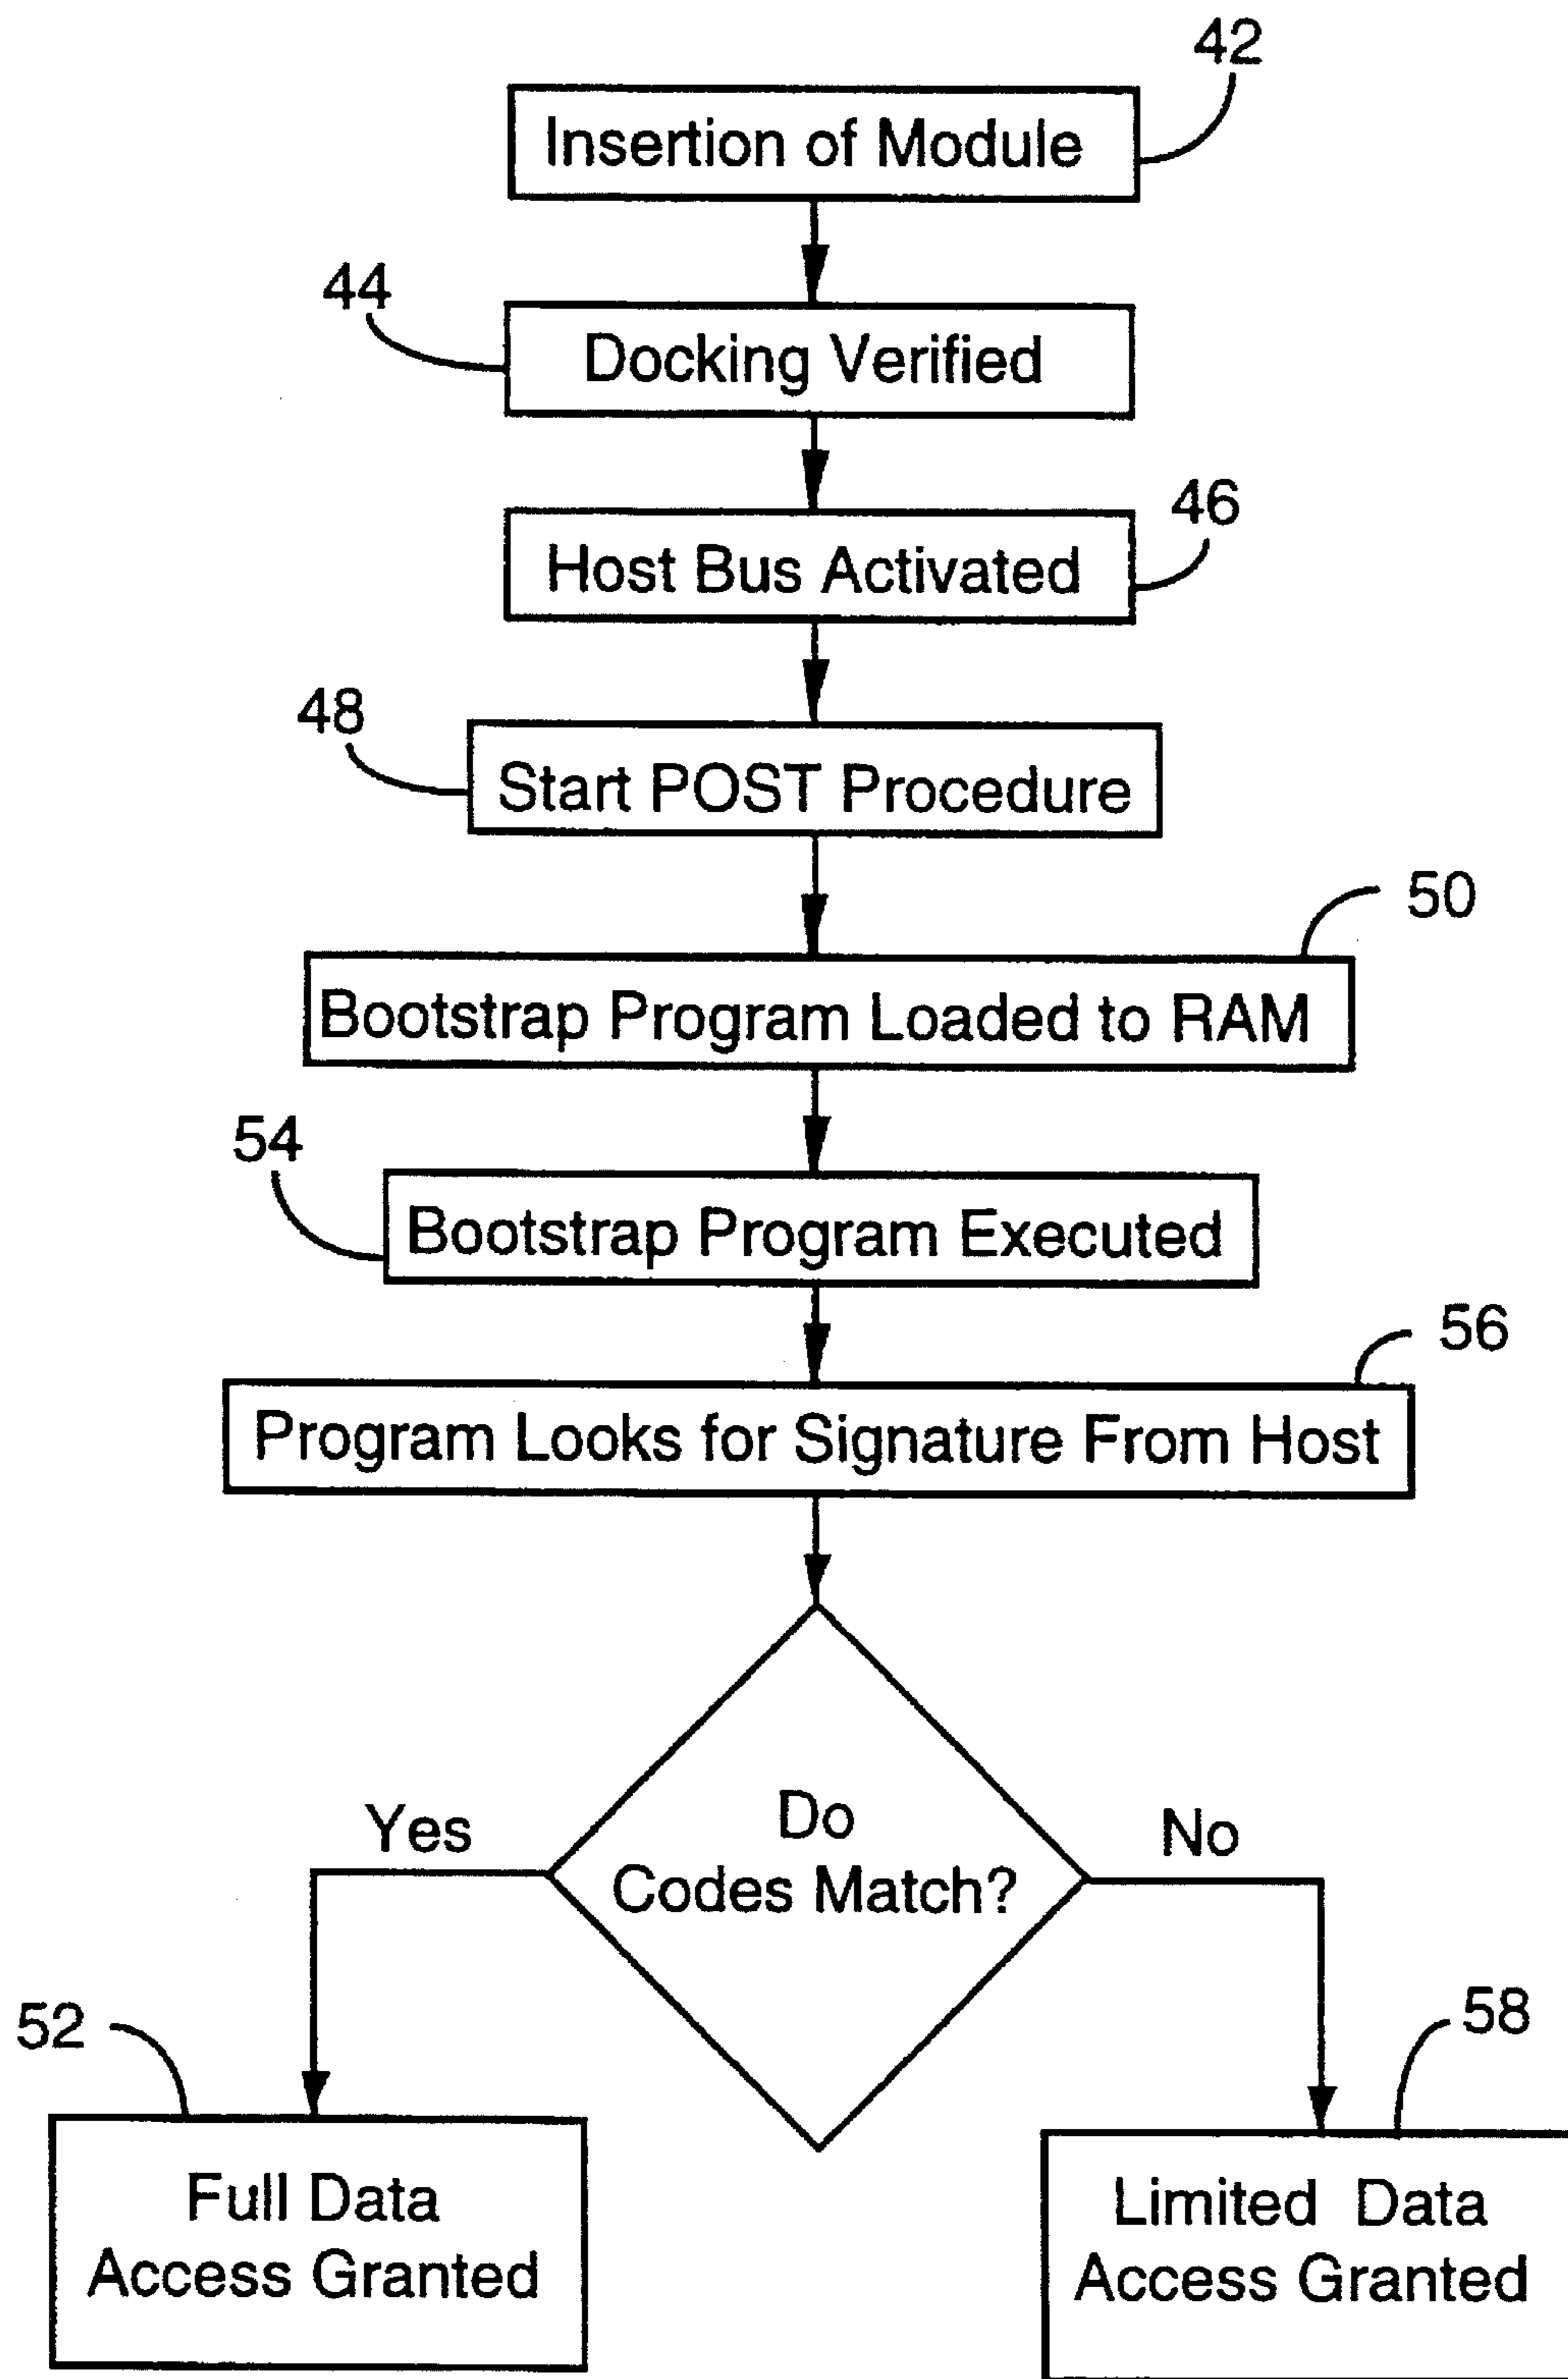 42
Insertion of Module
44
Docking Verified
46
Host Bus Activated
48
Start POST Procedure
50
Bootstrap Program Loaded to RAM
54
Bootstrap Program Executed
56
Program Looks for Signature From Host
Do
Codes Match?
Yes
No
52
58
Full Data
Access Granted
Limited Data
Access Granted